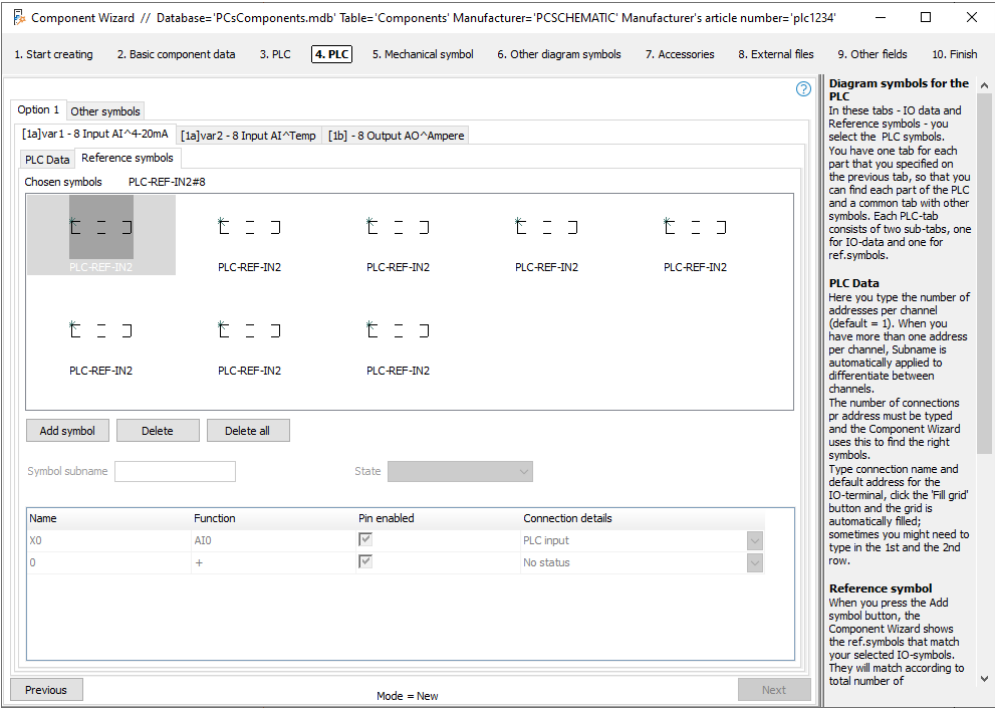 Component Wizard // Database='PCsComponents.mdb' Table='Components' Manufacturer='PCSCHEMATIC' Manufacturer's article number='plc1234'
1. Start creating 2. Basic component data 3. PLC 4. PLC 5. Mechanical symbol 6. Other diagram symbols 7. Accessories 8. External files 9. Other fields 10. Finish
Option 1 Other symbols
[1a]var1 - 8 Input AI^4-20mA [1a]var2 - 8 Input AI^Temp [1b] - 8 Output AO^Ampere
PLC Data Reference symbols
Chosen symbols PLC-REF-IN2#8
PLC-REF-IN2 PLC-REF-IN2 PLC-REF-IN2 PLC-REF-IN2 PLC-REF-IN2
PLC-REF-IN2 PLC-REF-IN2 PLC-REF-IN2
Add symbol Delete Delete all
Symbol subname State
Name Function Pin enabled Connection details
X0 AI0 PLC input
0 + No status
Previous Mode = New Next
?
Diagram symbols for the
PLC
In these tabs - IO data and
Reference symbols - you
select the PLC symbols.
You have one tab for each
part that you specified on
the previous tab, so that you
can find each part of the PLC
and a common tab with other
symbols. Each PLC-tab
consists of two sub-tabs, one
for IO-data and one for
ref.symbols.
PLC Data
Here you type the number of
addresses per channel
(default = 1). When you
have more than one address
per channel, Subname is
automatically applied to
differentiate between
channels.
The number of connections
pr address must be typed
and the Component Wizard
uses this to find the right
symbols.
Type connection name and
default address for the
IO-terminal, click the 'Fill grid'
button and the grid is
automatically filled;
sometimes you might need to
type in the 1st and the 2nd
row.
Reference symbol
When you press the Add
symbol button, the
Component Wizard shows
the ref.symbols that match
your selected IO-symbols.
They will match according to
total number of